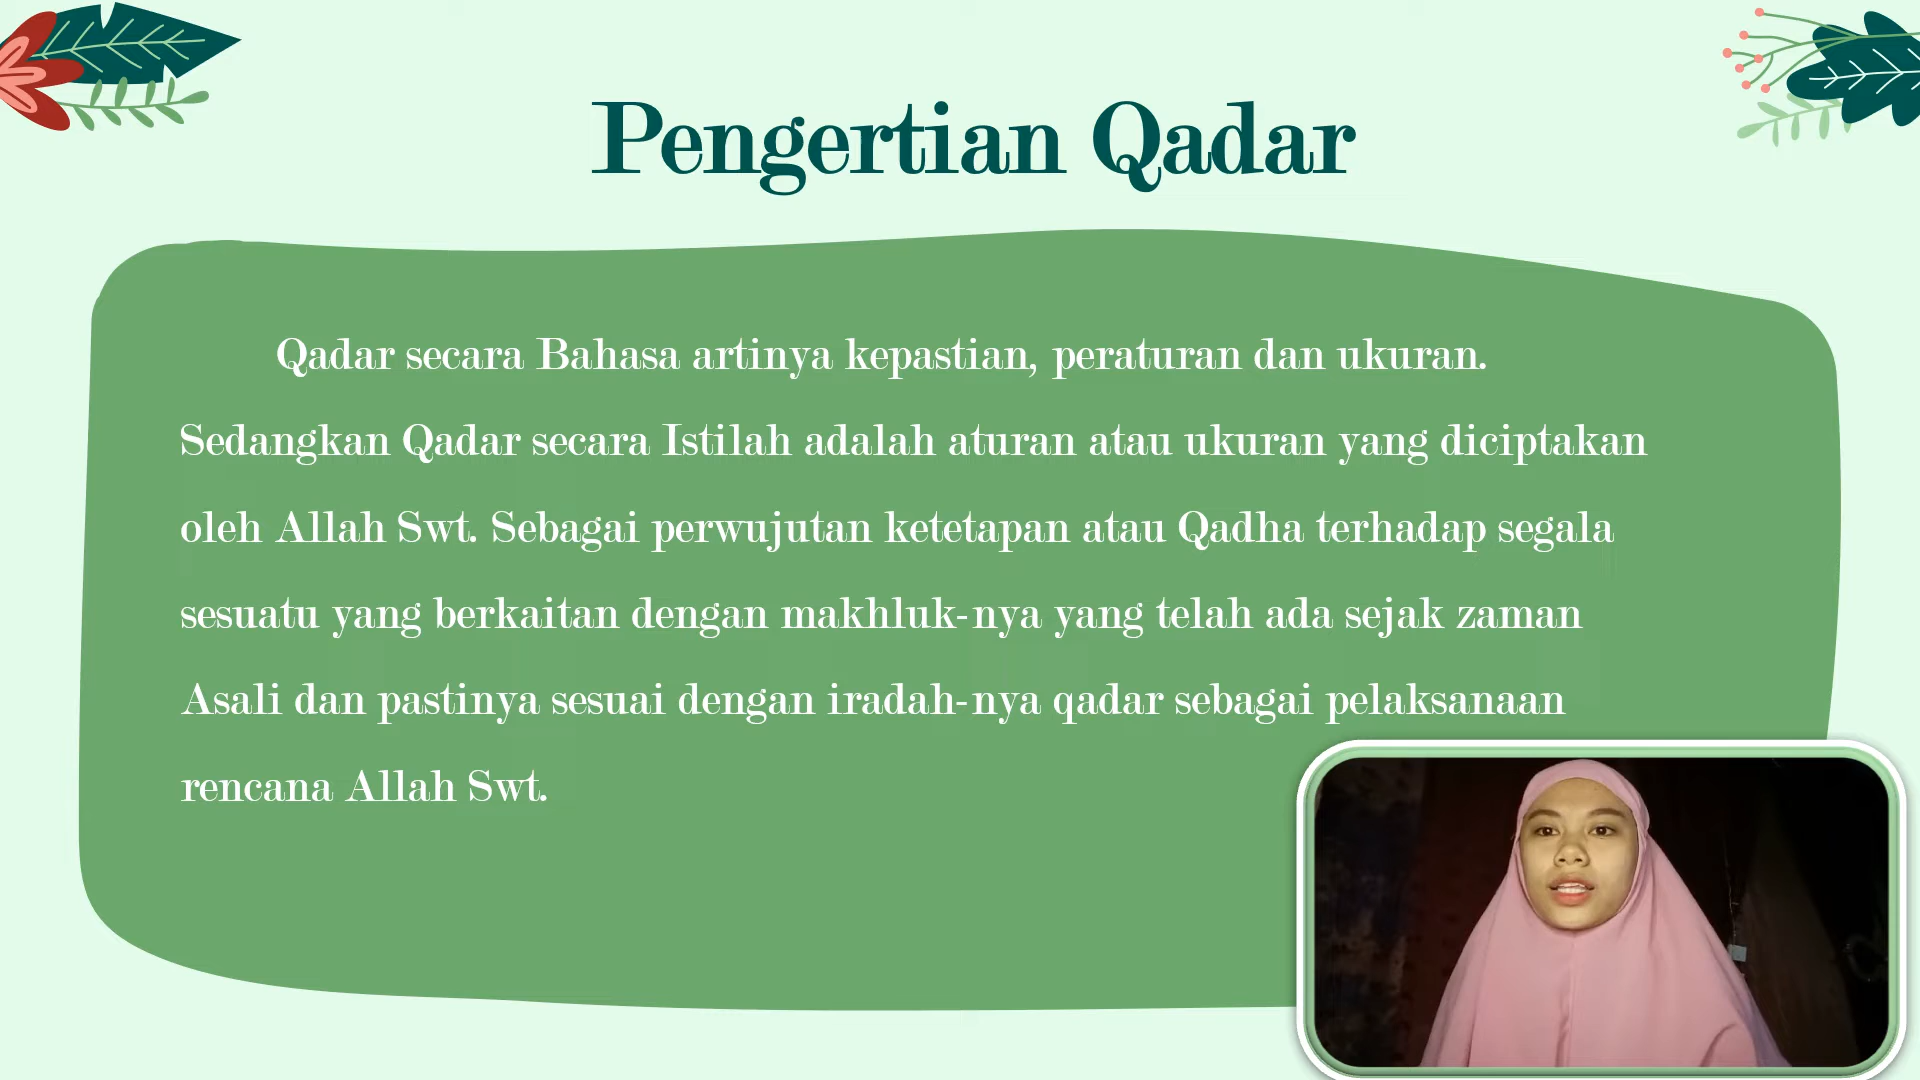 Pengertian Qadar
Qadar secara Bahasa artinya kepastian, peraturan dan ukuran.
Sedangkan Qadar secara Istilah adalah aturan atau ukuran yang diciptakan
oleh Allah Swt. Sebagai perwujutan ketetapan atau Qadha terhadap segala
sesuatu yang berkaitan dengan makhluk-nya yang telah ada sejak zaman
Asali dan pastinya sesuai dengan iradah-nya qadar sebagai pelaksanaan
rencana Allah Swt.